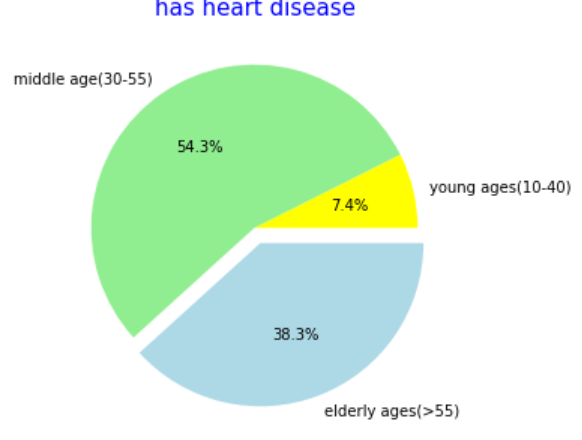 has heart disease
middle age(30-55)
54.3%
young ages(10-40)
7.4%
38.3%
elderly ages(>55)